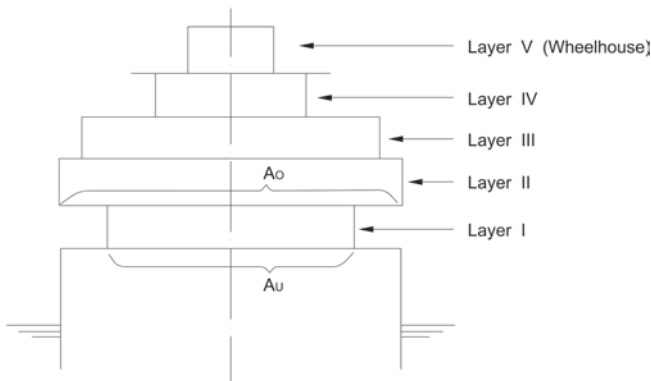 Layer V (Wheelhouse)
Layer IV
Layer III
AO
Layer II
Layer I
AU